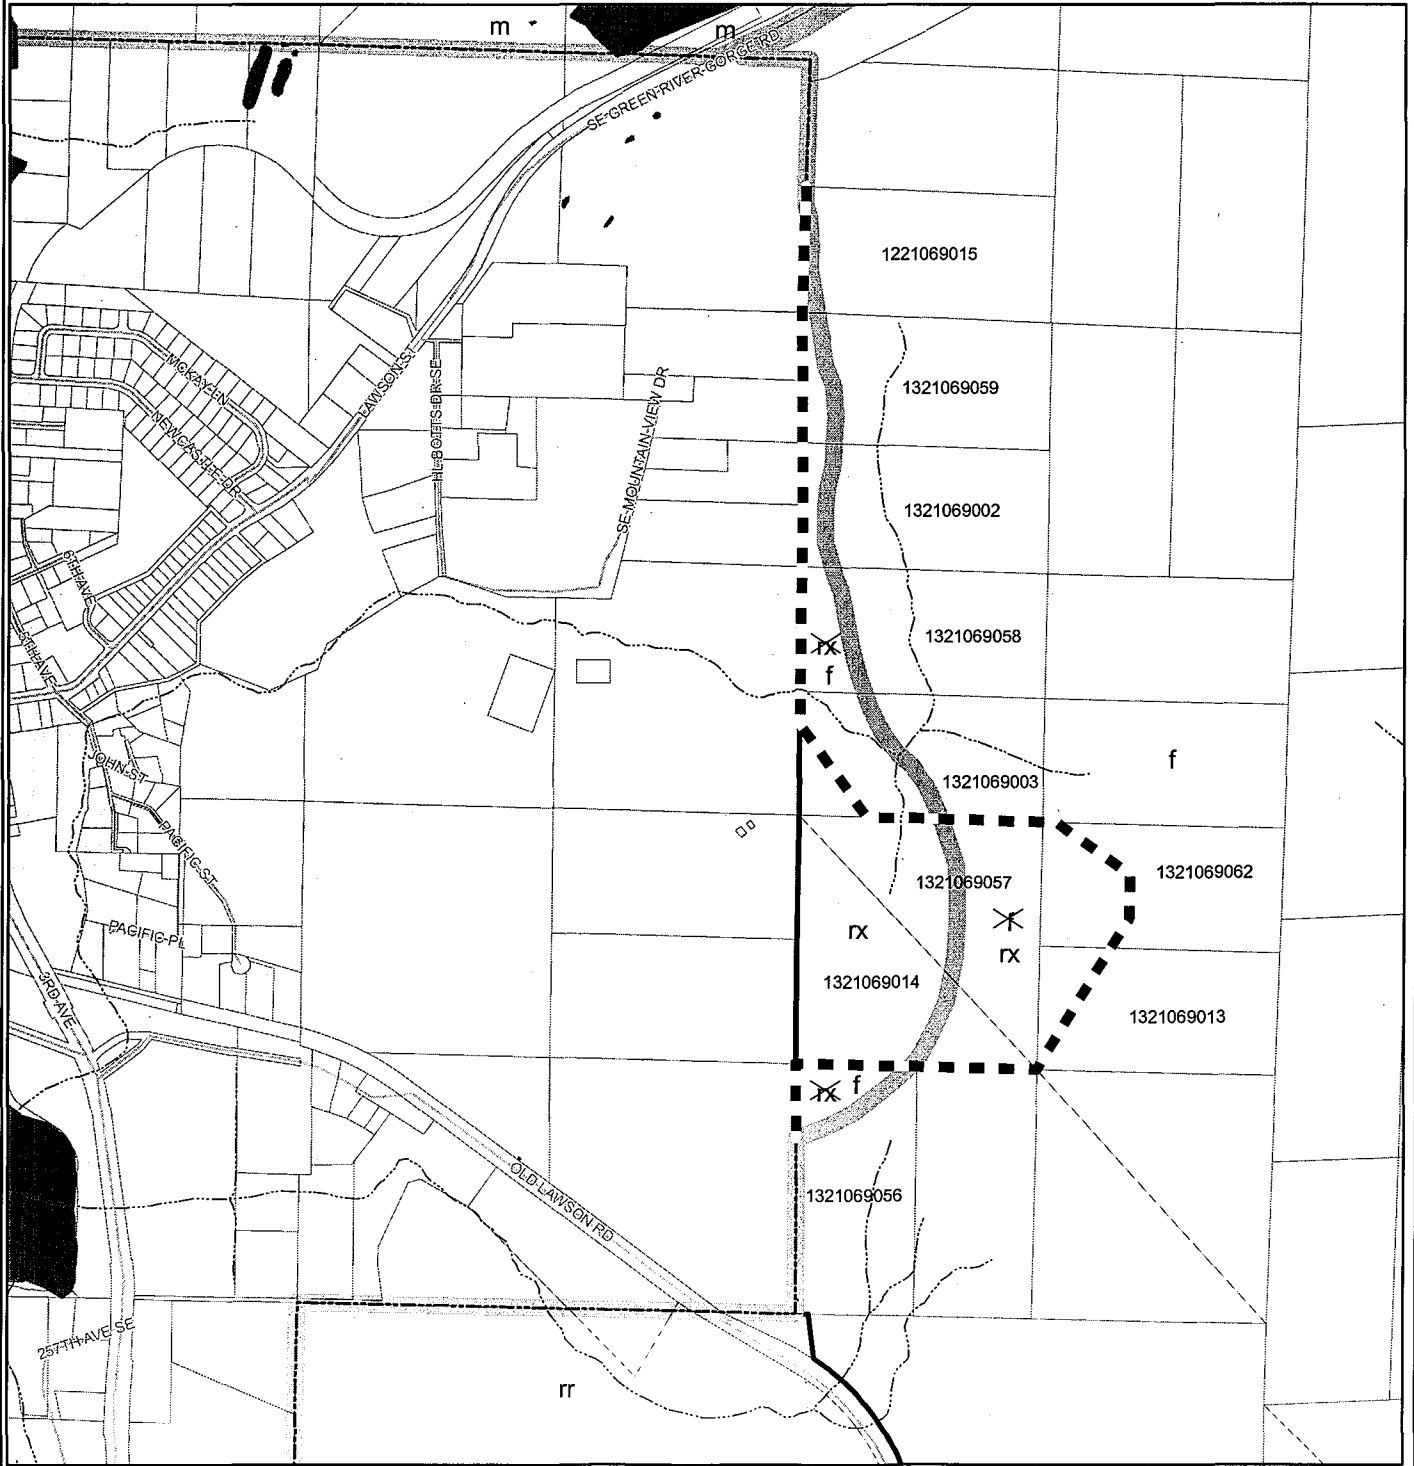 m
m
SE-GREEN-RIVER-GORGE-RD
1221069015
1321069059
MCKAY-LN
LAWSON-ST
HL-BOTTS-DR-SE
SE-MOUNTAIN-VIEW DR
NEWCASTLE-DR
1321069002
6TH-AVE
5TH-AVE
1321069058
rx
f
JOHN-ST
f
1321069003
PACIFIC-ST
1321069062
1321069057
f
rx
PACIFIC-PL
rx
1321069014
3RD-AVE
1321069013
rx f
OLD-LAWSON-RD
1321069056
257TH-AVE SE
rr